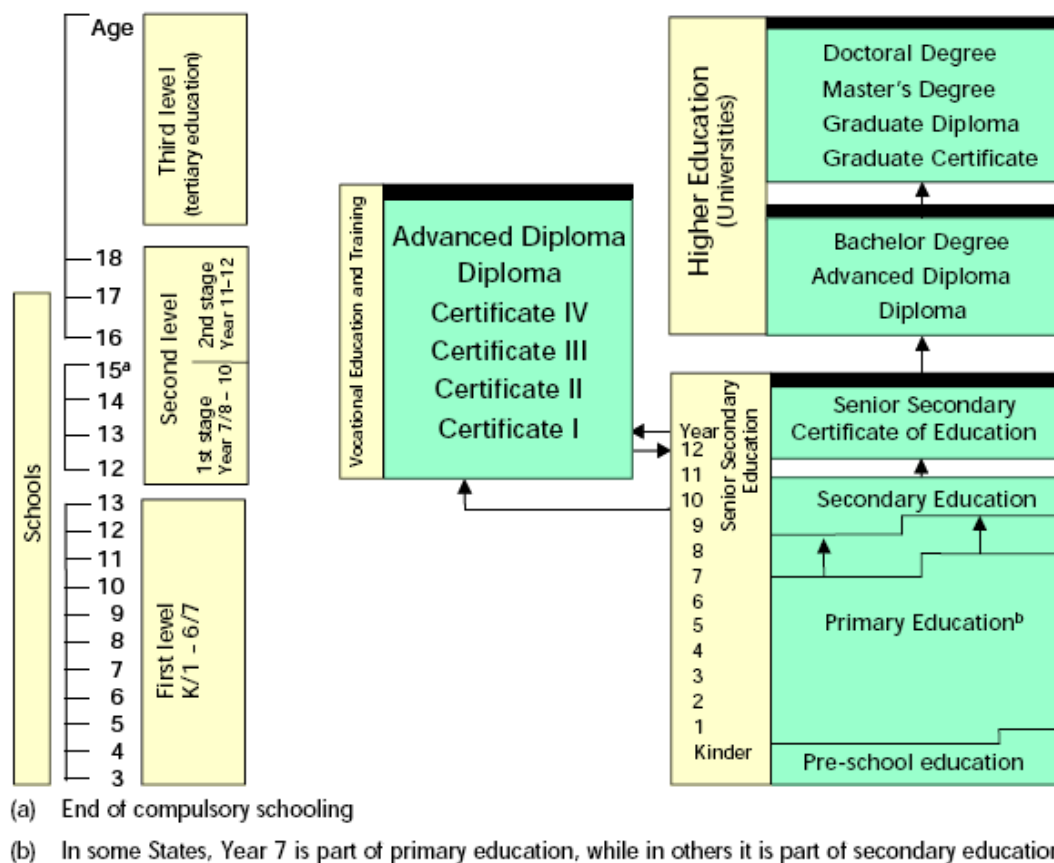 Age
Third level
(tertiary education)
18
17
16
15ª
14
13
12
13
12
11
10
9
8
7
6
5
4
3
Schools
Second level
2nd stage
Year 11–12
1st stage
Year 7/8 – 10
First level
K/1 – 6/7
Vocational Education and Training
Advanced Diploma
Diploma
Certificate IV
Certificate III
Certificate II
Certificate I
Higher Education
(Universities)
Doctoral Degree
Master's Degree
Graduate Diploma
Graduate Certificate
Bachelor Degree
Advanced Diploma
Diploma
Year
12
11
10
9
8
7
6
5
4
3
2
1
Kinder
Senior Secondary
Education
Senior Secondary
Certificate of Education
Secondary Education
Primary Educationᵇ
Pre-school education
(a) End of compulsory schooling
(b) In some States, Year 7 is part of primary education, while in others it is part of secondary education